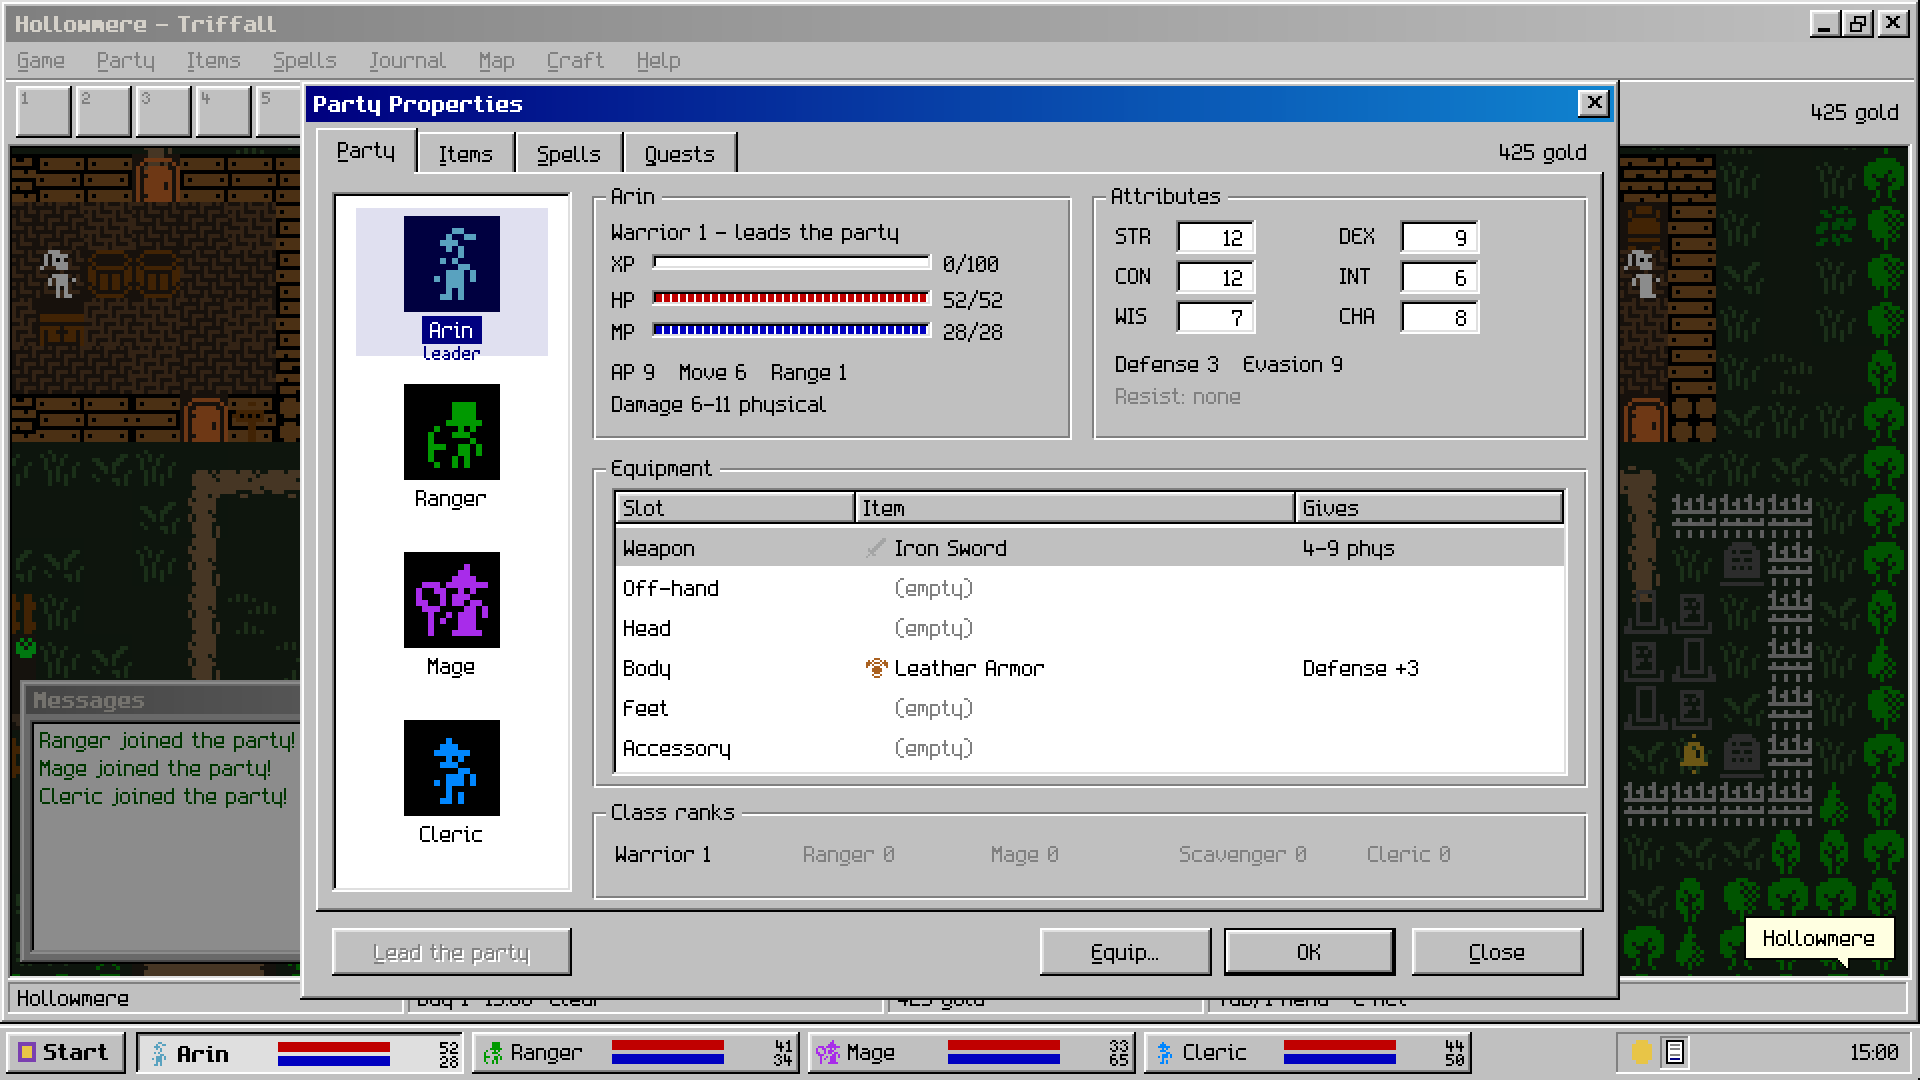 Hollowmere – Triffall
Game Party Items Spells Journal Map Craft Help
1 2 3 4 5
425 gold
Party Properties
Party Items Spells Quests
425 gold
Arin
leader
Ranger
Mage
Cleric
Arin
Warrior 1 – leads the party
XP 0/100
HP 52/52
MP 28/28
AP 9 Move 6 Range 1
Damage 6–11 physical
Attributes
STR 12 DEX 9
CON 12 INT 6
WIS 7 CHA 8
Defense 3 Evasion 9
Resist: none
Equipment
Slot Item Gives
Weapon Iron Sword 4–9 phys
Off-hand (empty)
Head (empty)
Body Leather Armor Defense +3
Feet (empty)
Accessory (empty)
Class ranks
Warrior 1 Ranger 0 Mage 0 Scavenger 0 Cleric 0
Lead the party Equip... OK Close
Messages
Ranger joined the party!
Mage joined the party!
Cleric joined the party!
Hollowmere
Hollowmere
425 gold
Start
Arin 52 28
Ranger 41 34
Mage 33 65
Cleric 44 50
15:00